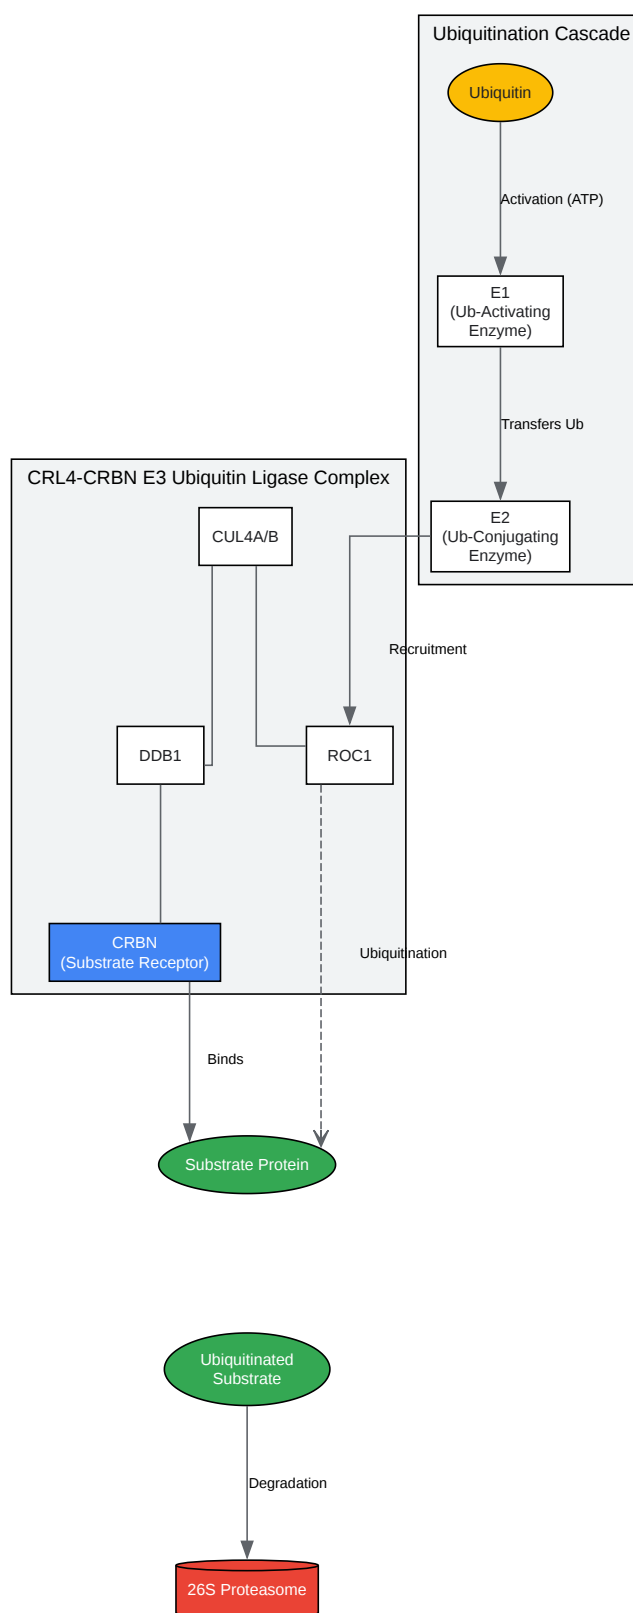 Ubiquitination Cascade
Ubiquitin
Activation (ATP)
E1
(Ub-Activating
Enzyme)
Transfers Ub
E2
(Ub-Conjugating
Enzyme)
CRL4-CRBN E3 Ubiquitin Ligase Complex
CUL4A/B
Recruitment
DDB1
ROC1
CRBN
(Substrate Receptor)
Ubiquitination
Binds
Substrate Protein
Ubiquitinated
Substrate
Degradation
26S Proteasome